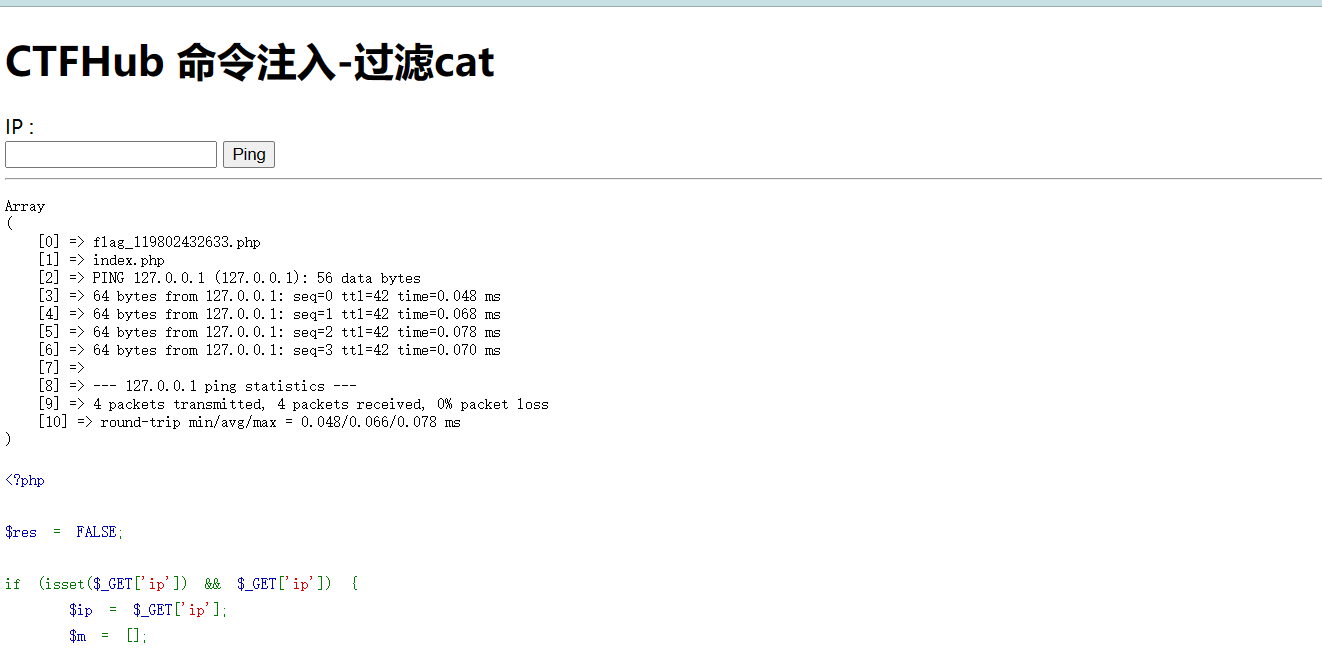 CTFHub 命令注入-过滤cat
IP :
Ping
Array
(
[0] => flag_119802432633.php
[1] => index.php
[2] => PING 127.0.0.1 (127.0.0.1): 56 data bytes
[3] => 64 bytes from 127.0.0.1: seq=0 ttl=42 time=0.048 ms
[4] => 64 bytes from 127.0.0.1: seq=1 ttl=42 time=0.068 ms
[5] => 64 bytes from 127.0.0.1: seq=2 ttl=42 time=0.078 ms
[6] => 64 bytes from 127.0.0.1: seq=3 ttl=42 time=0.070 ms
[7] =>
[8] => --- 127.0.0.1 ping statistics ---
[9] => 4 packets transmitted, 4 packets received, 0% packet loss
[10] => round-trip min/avg/max = 0.048/0.066/0.078 ms
)
<?php
$res = FALSE;
if (isset($_GET['ip']) && $_GET['ip']) {
$ip = $_GET['ip'];
$m = [];